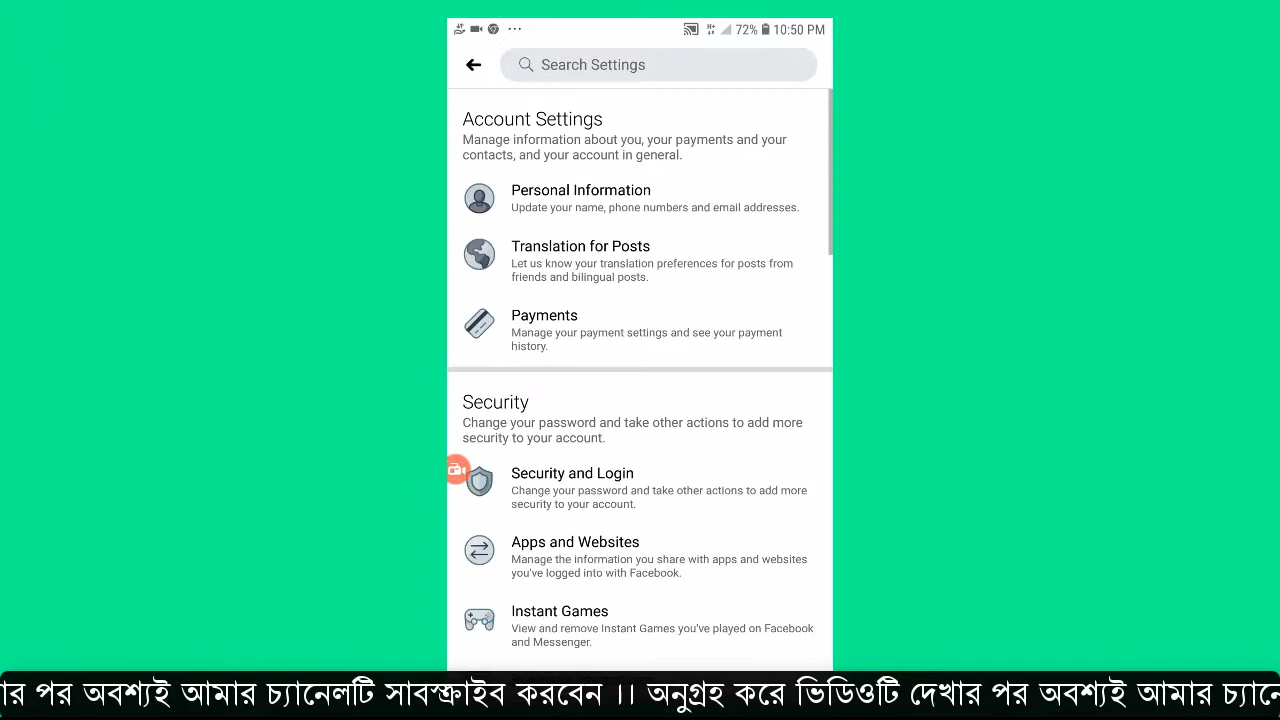 72% 10:50 PM
Search Settings
Account Settings
Manage information about you, your payments and your
contacts, and your account in general.
Personal Information
Update your name, phone numbers and email addresses.
Translation for Posts
Let us know your translation preferences for posts from
friends and bilingual posts.
Payments
Manage your payment settings and see your payment
history.
Security
Change your password and take other actions to add more
security to your account.
Security and Login
Change your password and take other actions to add more
security to your account.
Apps and Websites
Manage the information you share with apps and websites
you've logged into with Facebook.
Instant Games
View and remove Instant Games you've played on Facebook
and Messenger.
ার পর অবশ্যই আমার চ্যানেলটি সাবস্ক্রাইব করবেন ।। অনুগ্রহ করে ভিডিওটি দেখার পর অবশ্যই আমার চ্যানে